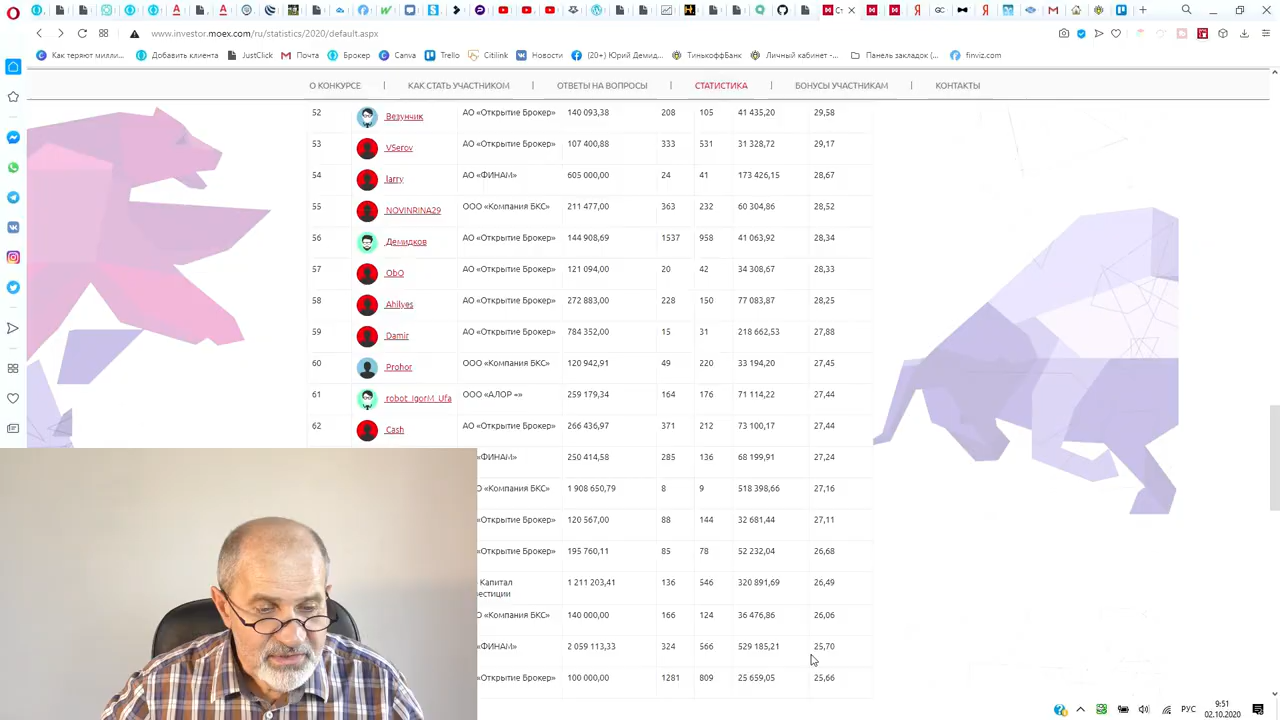 www.investor.moex.com/ru/statistics/2020/default.aspx
Как теряют милли... Добавить клиента JustClick Почта Брокер Canva Trello Citilink Новости (20+) Юрий Демид... ТинькоффБанк Личный кабинет -... Панель закладок (... finviz.com
О КОНКУРСЕ | КАК СТАТЬ УЧАСТНИКОМ | ОТВЕТЫ НА ВОПРОСЫ | СТАТИСТИКА | БОНУСЫ УЧАСТНИКАМ | КОНТАКТЫ
52 Везунчик АО «Открытие Брокер» 140 093,38 208 105 41 435,20 29,58
53 VSerov АО «Открытие Брокер» 107 400,88 333 531 31 328,72 29,17
54 larry АО «ФИНАМ» 605 000,00 24 41 173 426,15 28,67
55 NOVINRINA29 ООО «Компания БКС» 211 477,00 363 232 60 304,86 28,52
56 Демидков АО «Открытие Брокер» 144 908,69 1537 958 41 063,92 28,34
57 ObO АО «Открытие Брокер» 121 094,00 20 42 34 308,67 28,33
58 Ahilyes АО «Открытие Брокер» 272 883,00 228 150 77 083,87 28,25
59 Damir АО «Открытие Брокер» 784 352,00 15 31 218 662,53 27,88
60 Prohor ООО «Компания БКС» 120 942,91 49 220 33 194,20 27,45
61 robot_IgorM_Ufa ООО «АЛОР +» 259 179,34 164 176 71 114,22 27,44
62 Cash АО «Открытие Брокер» 266 436,97 371 212 73 100,17 27,44
«ФИНАМ» 250 414,58 285 136 68 199,91 27,24
О «Компания БКС» 1 908 650,79 8 9 518 398,66 27,16
«Открытие Брокер» 120 567,00 88 144 32 681,44 27,11
«Открытие Брокер» 195 760,11 85 78 52 232,04 26,68
Капитал 1 211 203,41 136 546 320 891,69 26,49
вестиции
О «Компания БКС» 140 000,00 166 124 36 476,86 26,06
«ФИНАМ» 2 059 113,33 324 566 529 185,21 25,70
«Открытие Брокер» 100 000,00 1281 809 25 659,05 25,66
РУС
9:51
02.10.2020